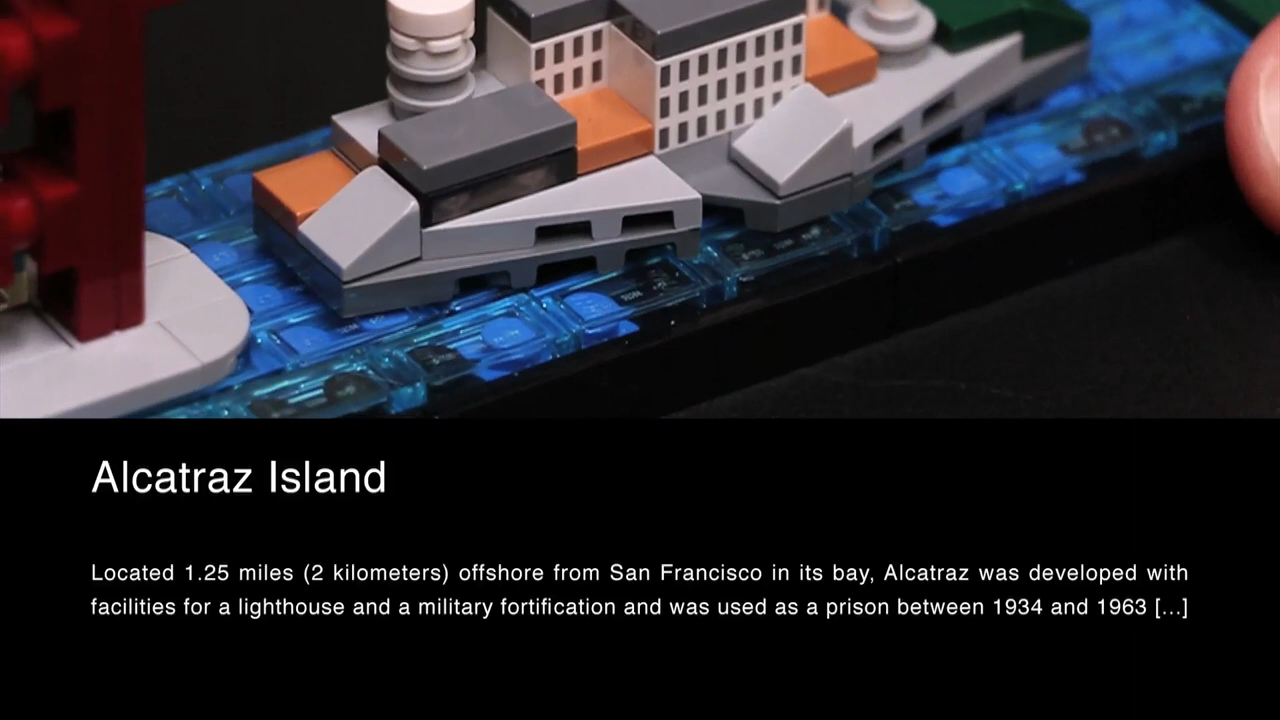 Alcatraz Island
Located 1.25 miles (2 kilometers) offshore from San Francisco in its bay, Alcatraz was developed with
facilities for a lighthouse and a military fortification and was used as a prison between 1934 and 1963 [...]